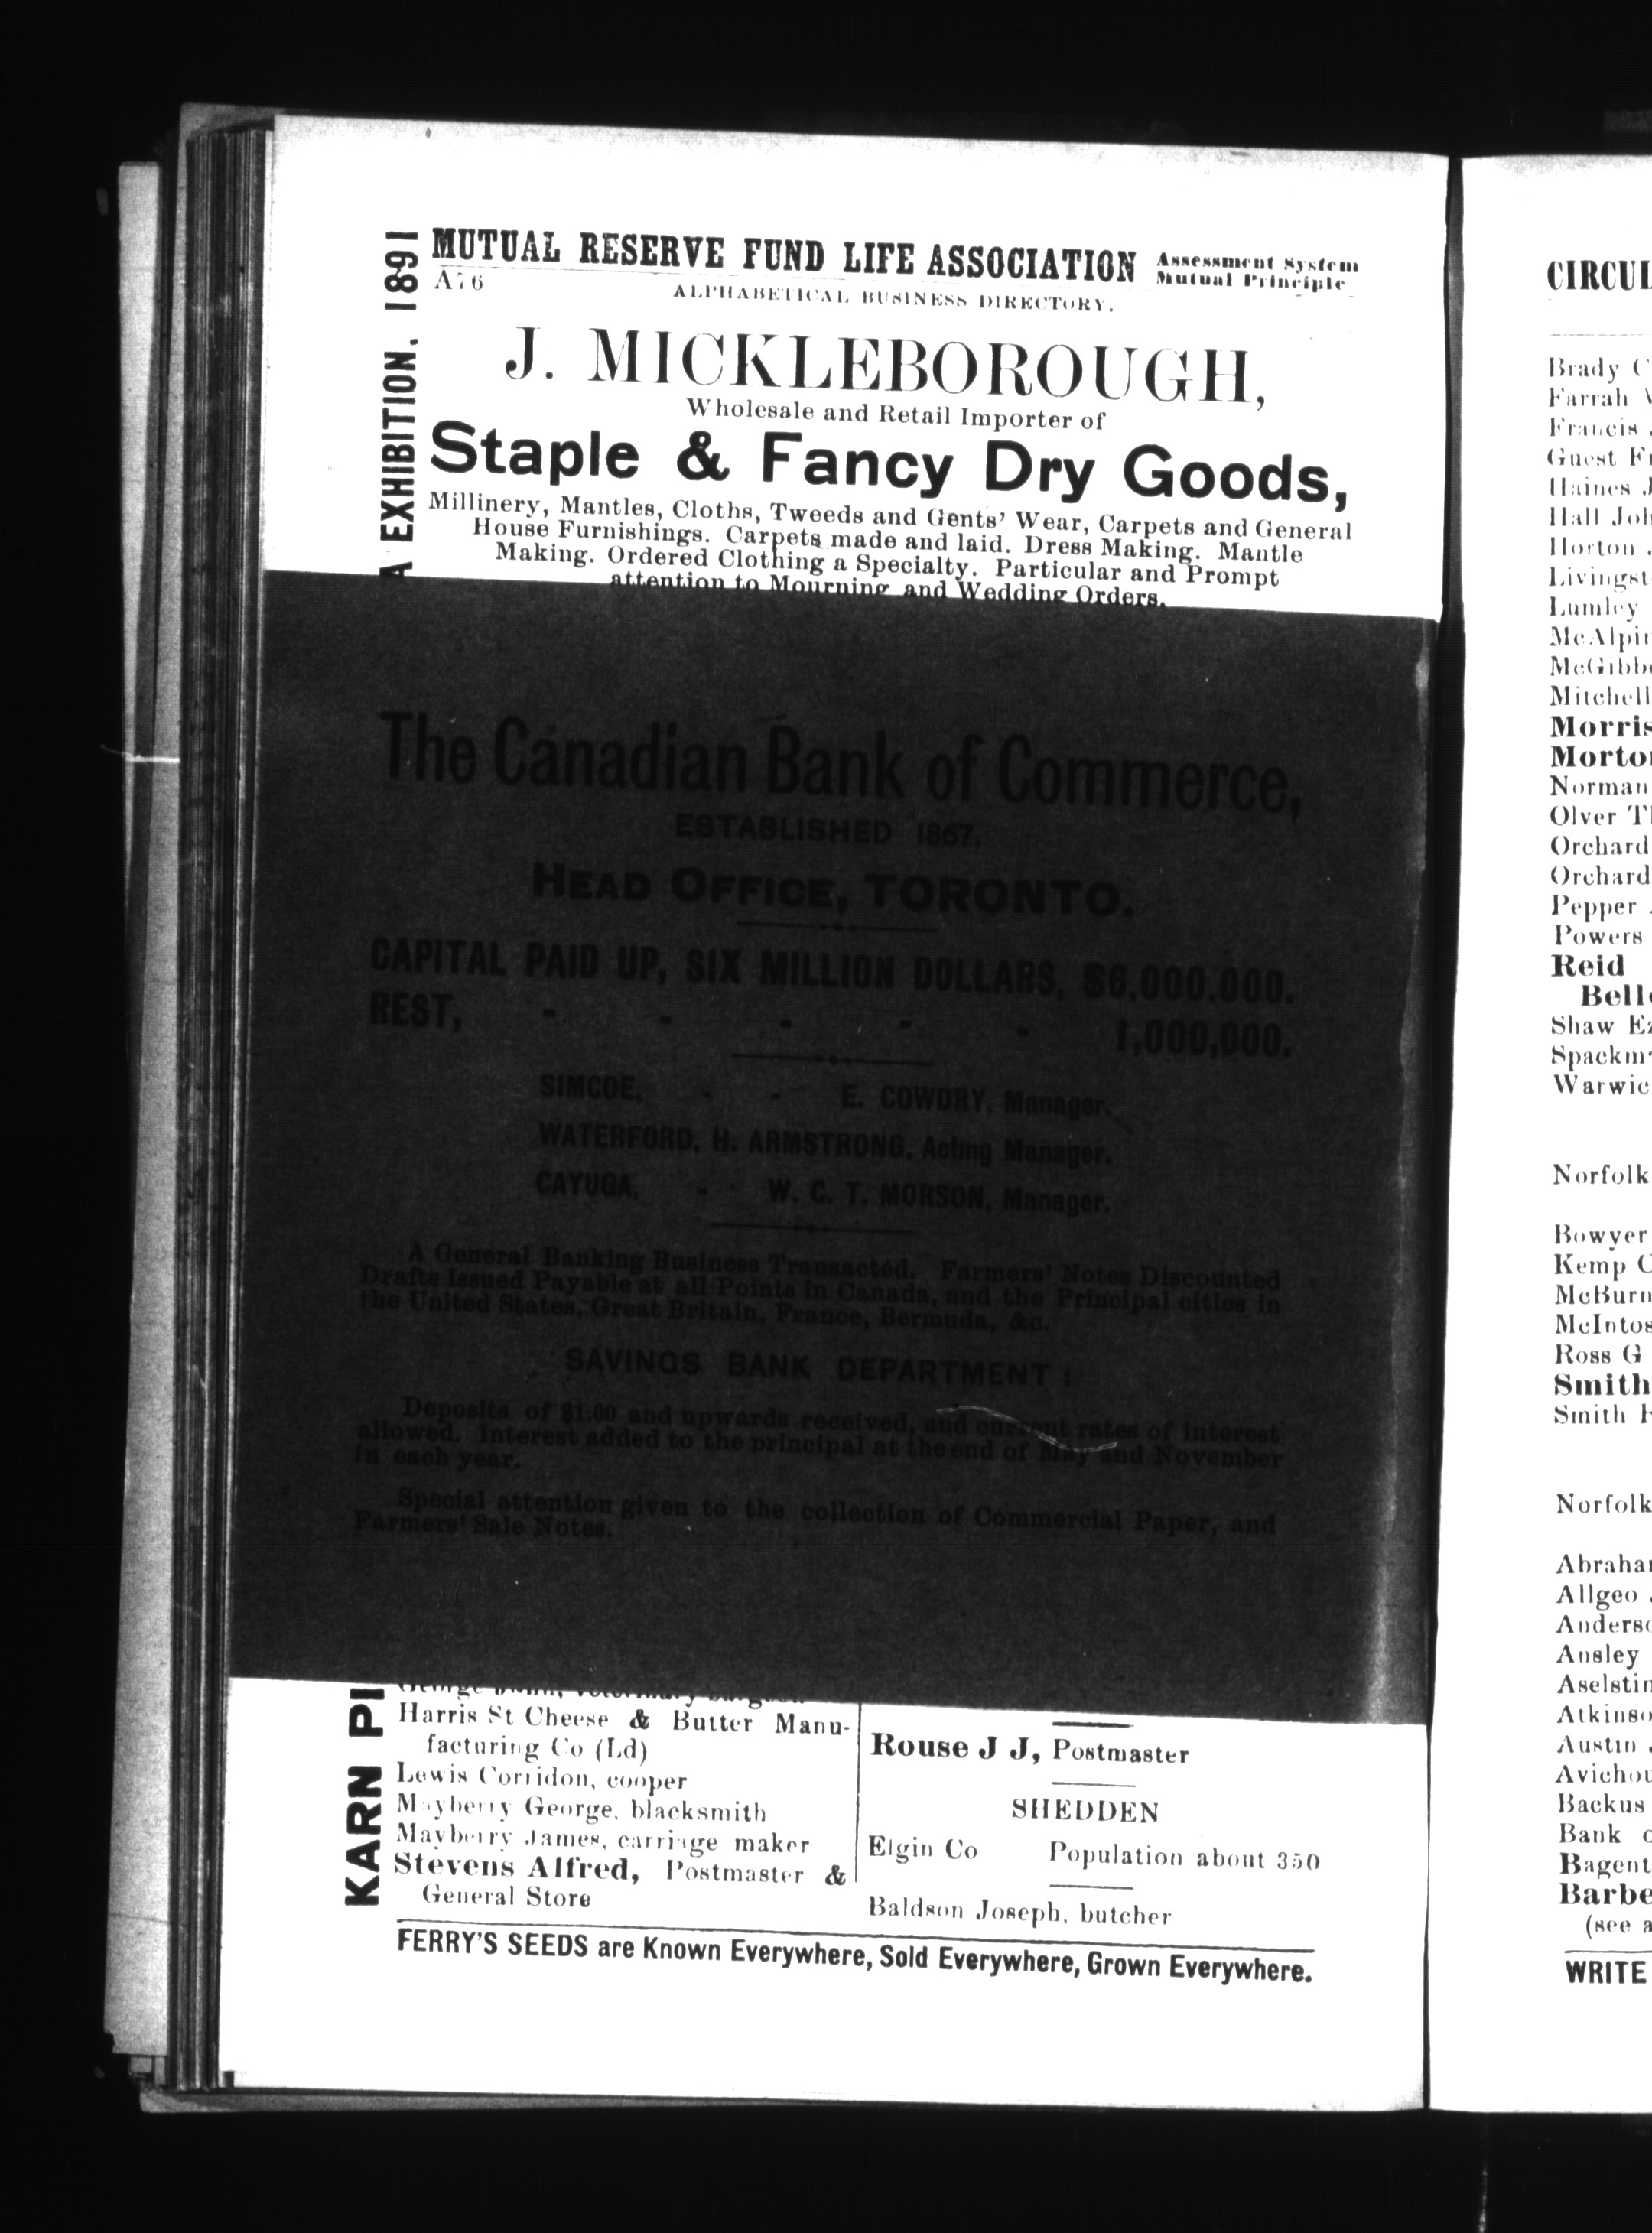 MUTUAL RESERVE FUND LIFE ASSOCIATION Assessment System
Mutual Principle
A76
ALPHABETICAL BUSINESS DIRECTORY.
A EXHIBITION, 1891
J. MICKLEBOROUGH,
Wholesale and Retail Importer of
Staple & Fancy Dry Goods,
Millinery, Mantles, Cloths, Tweeds and Gents' Wear, Carpets and General
House Furnishings. Carpets made and laid. Dress Making. Mantle
Making. Ordered Clothing a Specialty. Particular and Prompt
attention to Mourning and Wedding Orders.
The Canadian Bank of Commerce,
ESTABLISHED 1867.
HEAD OFFICE, TORONTO.
CAPITAL PAID UP, SIX MILLION DOLLARS, $6,000,000.
REST, - - - - - 1,000,000.
SIMCOE, - - E. COWDRY, Manager.
WATERFORD, H. ARMSTRONG, Acting Manager.
CAYUGA, - - W. C. T. MORSON, Manager.
A General Banking Business Transacted. Farmers' Notes Discounted
Drafts Issued Payable at all Points in Canada, and the Principal cities in
the United States, Great Britain, France, Bermuda, &c.
SAVINGS BANK DEPARTMENT:
Deposits of $1.00 and upwards received, and current rates of interest
allowed. Interest added to the principal at the end of May and November
in each year.
Special attention given to the collection of Commercial Paper, and
Farmers' Sale Notes.
KARN PI
Harris St Cheese & Butter Manu-
facturing Co (Ld)
Lewis Corridon, cooper
Mayberry George, blacksmith
Mayberry James, carriage maker
Stevens Alfred, Postmaster &
General Store
Rouse J J, Postmaster
SHEDDEN
Elgin Co Population about 350
Baldson Joseph, butcher
FERRY'S SEEDS are Known Everywhere, Sold Everywhere, Grown Everywhere.
CIRCUL
Brady C
Farrah
Francis
Guest
Haines J
Hall Joh
Horton
Livingst
Lumley
McAlpin
McGibb
Mitchell
Morris
Morto
Norman
Olver T
Orchard
Orchard
Pepper
Powers
Reid
Bell
Shaw Ez
Spackm
Warwic
Norfolk
Bowyer
Kemp C
McBurn
McIntos
Ross G
Smith
Smith
Norfolk
Abraha
Allgeo
Anders
Ansley
Aselstin
Atkinso
Austin
Avichou
Backus
Bank
Bagent
Barbe
(see a
WRITE